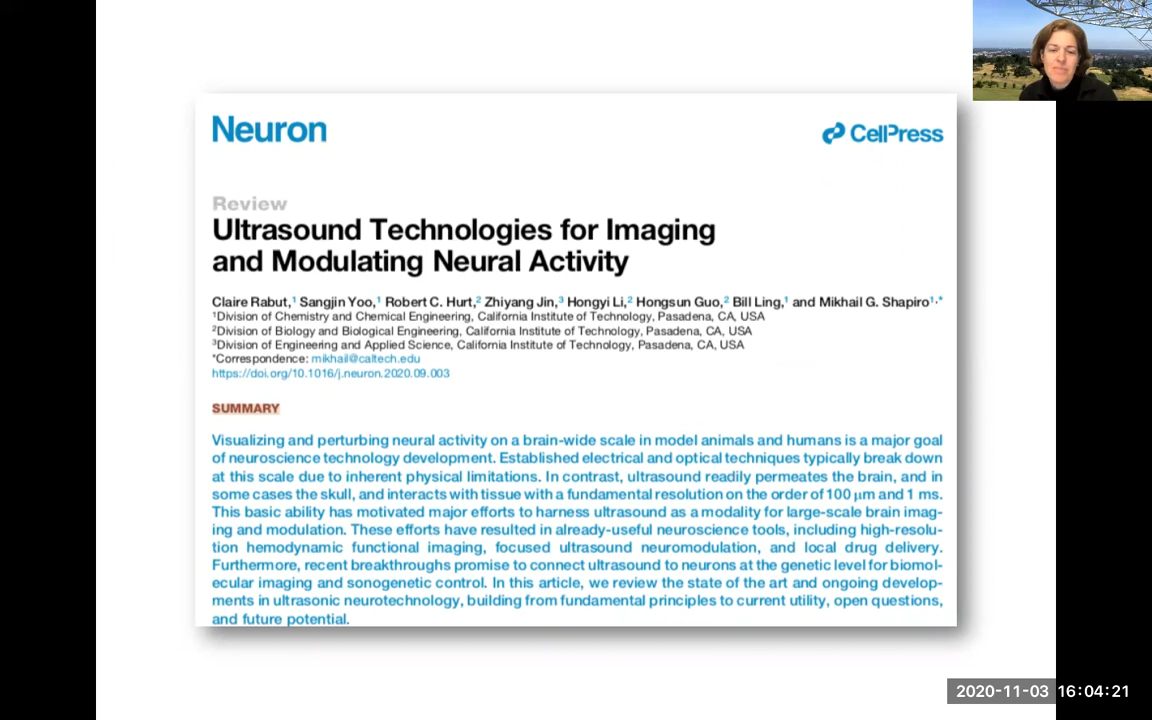 Neuron
CellPress
Review
Ultrasound Technologies for Imaging
and Modulating Neural Activity
Claire Rabut,¹ Sangjin Yoo,¹ Robert C. Hurt,² Zhiyang Jin,³ Hongyi Li,² Hongsun Guo,² Bill Ling,¹ and Mikhail G. Shapiro¹,*
¹Division of Chemistry and Chemical Engineering, California Institute of Technology, Pasadena, CA, USA
²Division of Biology and Biological Engineering, California Institute of Technology, Pasadena, CA, USA
³Division of Engineering and Applied Science, California Institute of Technology, Pasadena, CA, USA
*Correspondence: mikhail@caltech.edu
https://doi.org/10.1016/j.neuron.2020.09.003
SUMMARY
Visualizing and perturbing neural activity on a brain-wide scale in model animals and humans is a major goal
of neuroscience technology development. Established electrical and optical techniques typically break down
at this scale due to inherent physical limitations. In contrast, ultrasound readily permeates the brain, and in
some cases the skull, and interacts with tissue with a fundamental resolution on the order of 100 μm and 1 ms.
This basic ability has motivated major efforts to harness ultrasound as a modality for large-scale brain imag-
ing and modulation. These efforts have resulted in already-useful neuroscience tools, including high-resolu-
tion hemodynamic functional imaging, focused ultrasound neuromodulation, and local drug delivery.
Furthermore, recent breakthroughs promise to connect ultrasound to neurons at the genetic level for biomol-
ecular imaging and sonogenetic control. In this article, we review the state of the art and ongoing develop-
ments in ultrasonic neurotechnology, building from fundamental principles to current utility, open questions,
and future potential.
2020-11-03 16:04:21